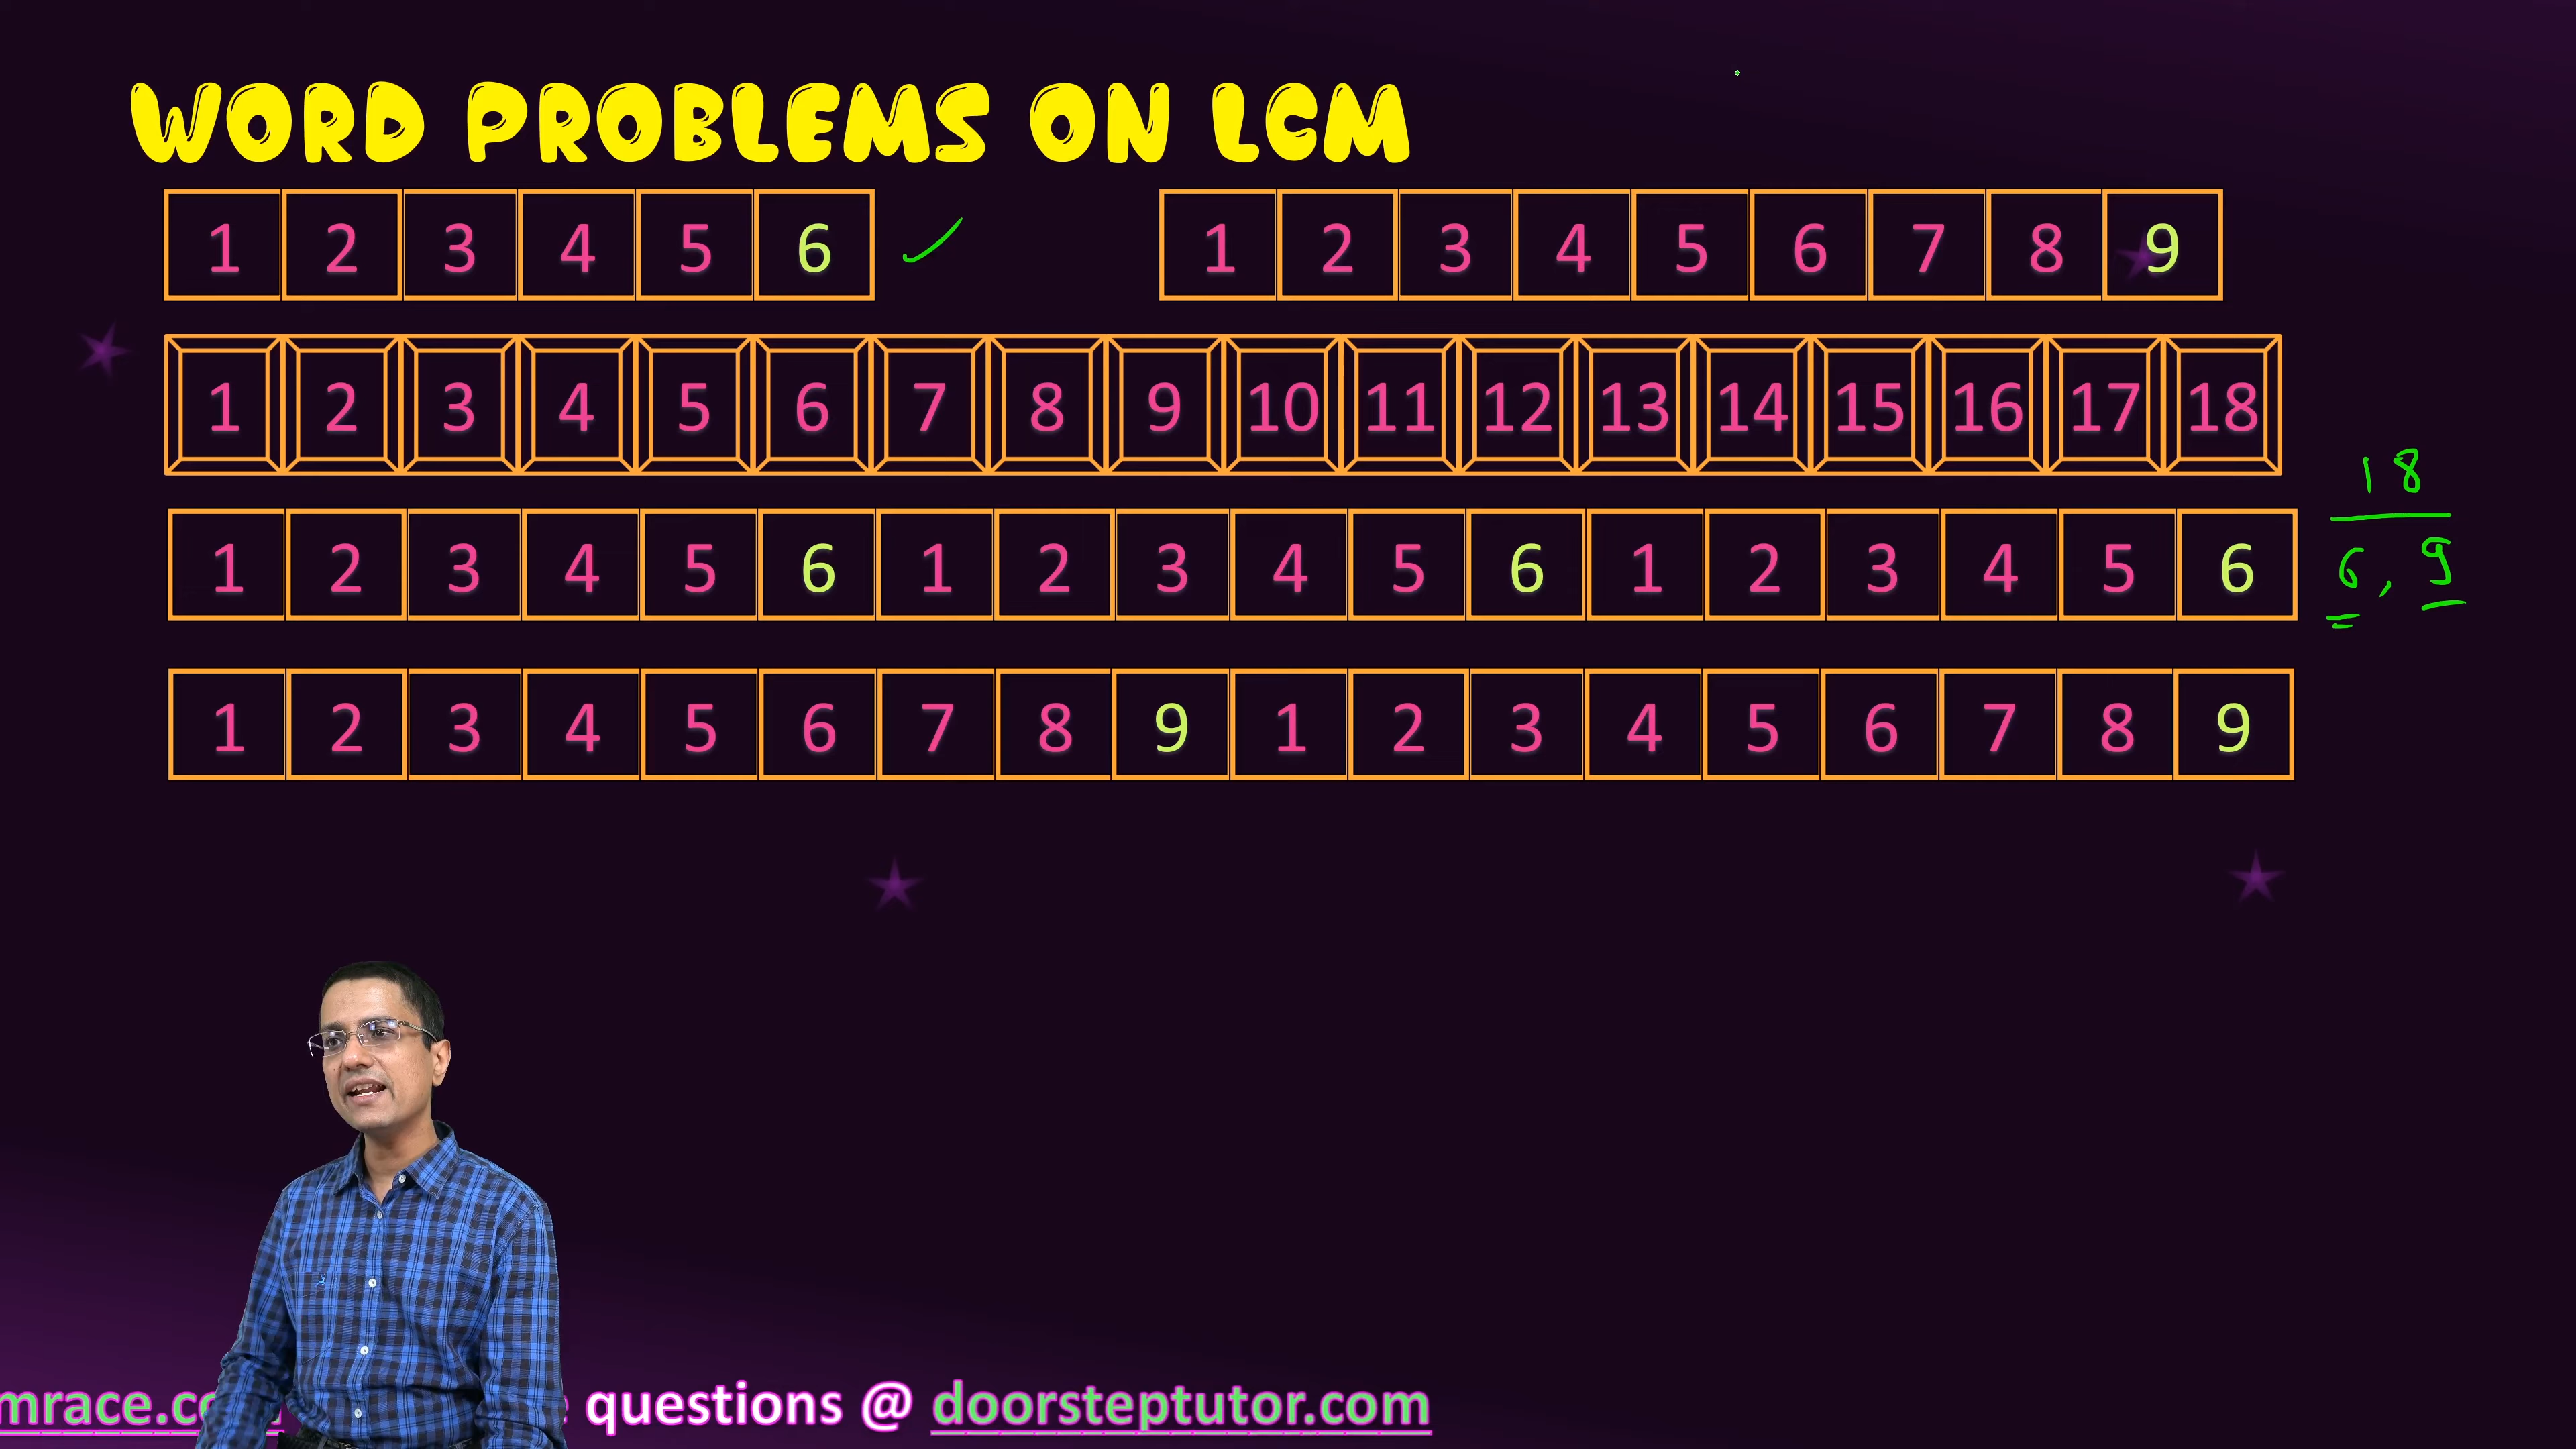 WORD PROBLEMS ON LCM
1 2 3 4 5 6 1 2 3 4 5 6 7 8 9
1 2 3 4 5 6 7 8 9 10 11 12 13 14 15 16 17 18
18
1 2 3 4 5 6 1 2 3 4 5 6 1 2 3 4 5 6 6, 9
1 2 3 4 5 6 7 8 9 1 2 3 4 5 6 7 8 9
questions @ doorsteptutor.com